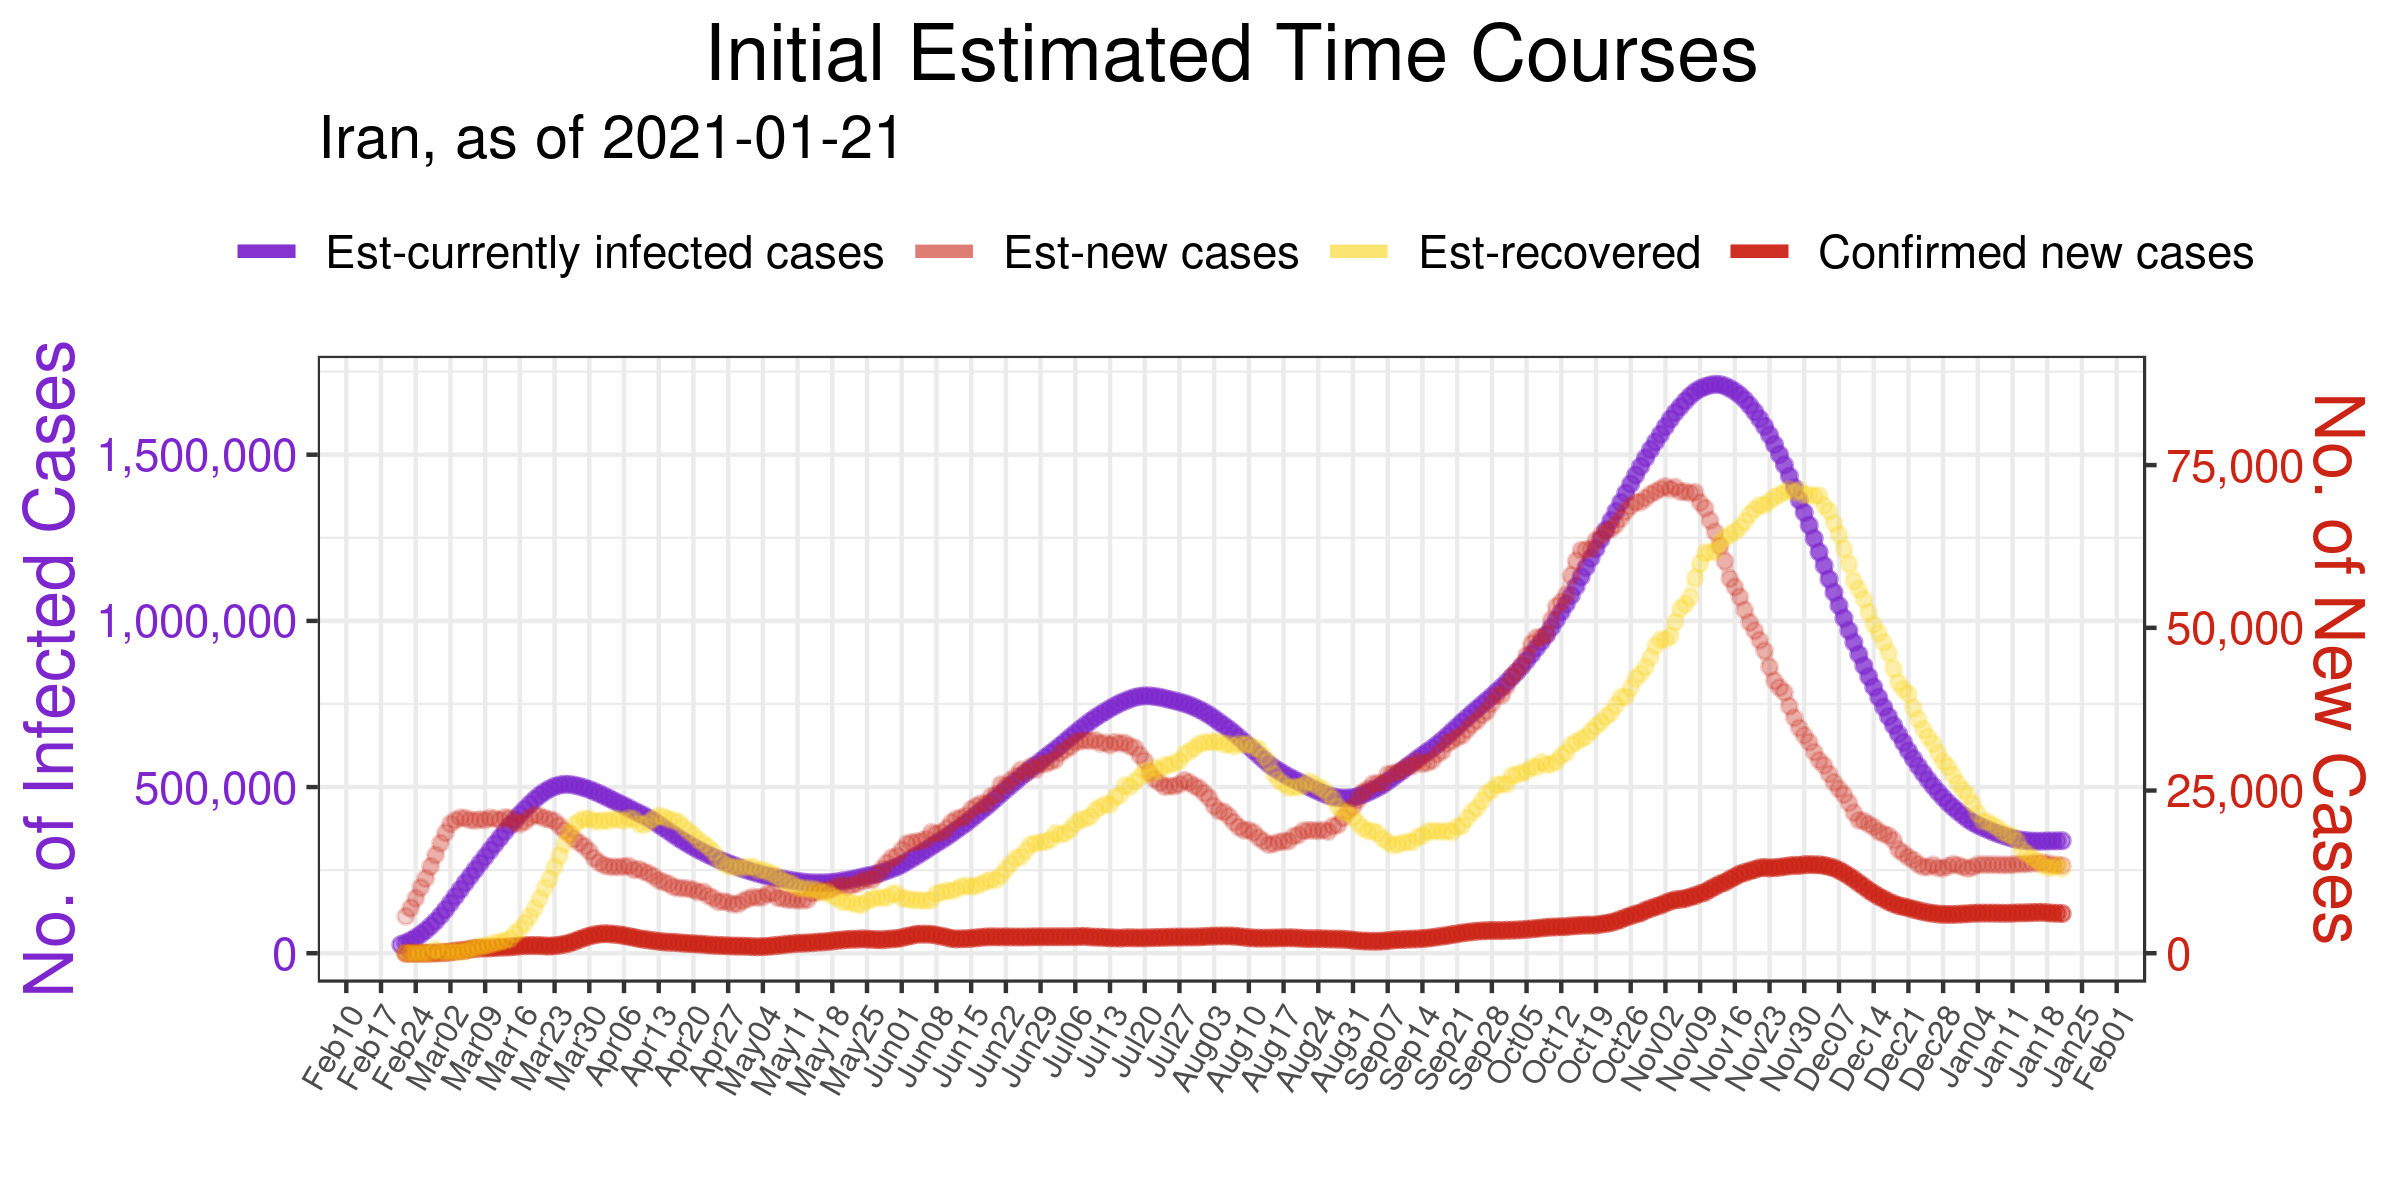 Initial Estimated Time Courses
Iran, as of 2021-01-21
Est-currently infected cases Est-new cases Est-recovered Confirmed new cases
No. of Infected Cases
1,500,000
1,000,000
500,000
0
75,000
50,000
25,000
0
No. of New Cases
Feb10 Feb17 Feb24 Mar02 Mar09 Mar16 Mar23 Mar30 Apr06 Apr13 Apr20 Apr27 May04 May11 May18 May25 Jun01 Jun08 Jun15 Jun22 Jun29 Jul06 Jul13 Jul20 Jul27 Aug03 Aug10 Aug17 Aug24 Aug31 Sep07 Sep14 Sep21 Sep28 Oct05 Oct12 Oct19 Oct26 Nov02 Nov09 Nov16 Nov23 Nov30 Dec07 Dec14 Dec21 Dec28 Jan04 Jan11 Jan18 Jan25 Feb01